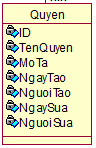 Quyen
ID
TenQuyen
MoTa
NgayTao
NguoiTao
NgaySua
NguoiSua